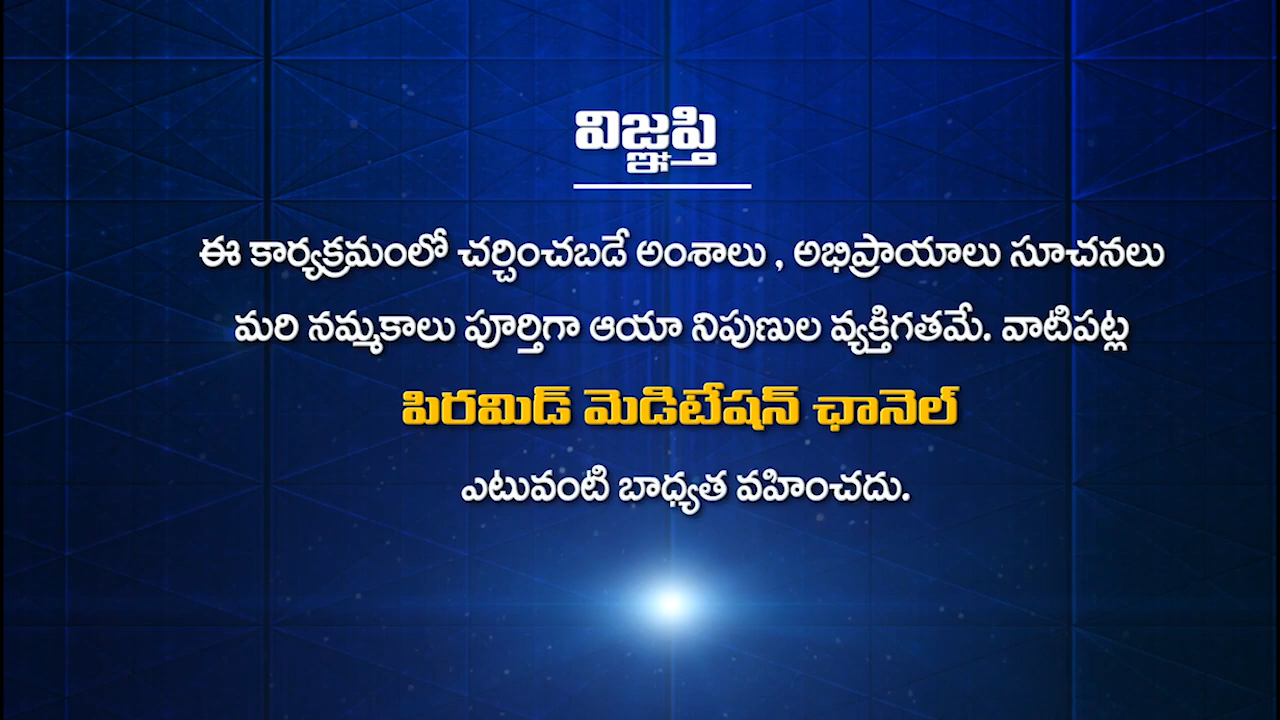 విజ్ఞప్తి
ఈ కార్యక్రమంలో చర్చించబడే అంశాలు , అభిప్రాయాలు సూచనలు
మరి నమ్మకాలు పూర్తిగా ఆయా నిపుణుల వ్యక్తిగతమే. వాటిపట్ల
పిరమిడ్ మెడిటేషన్ ఛానెల్
ఎటువంటి బాధ్యత వహించదు.